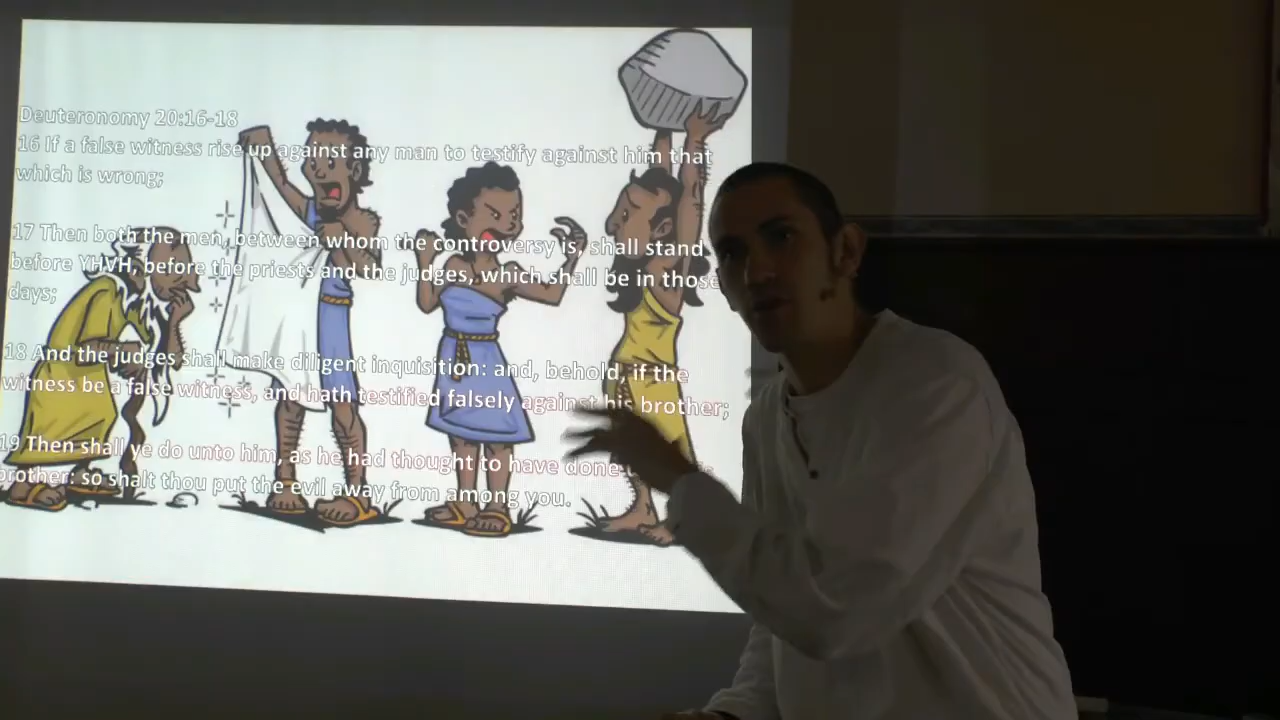 Deuteronomy 20:16-18
16 If a false witness rise up against any man to testify against him that
which is wrong;
17 Then both the men, between whom the controversy is, shall stand
before YHVH, before the priests and the judges, which shall be in those
days;
18 And the judges shall make diligent inquisition: and, behold, if the
witness be a false witness, and hath testified falsely against his brother;
19 Then shall ye do unto him, as he had thought to have done
brother: so shalt thou put the evil away from among you.